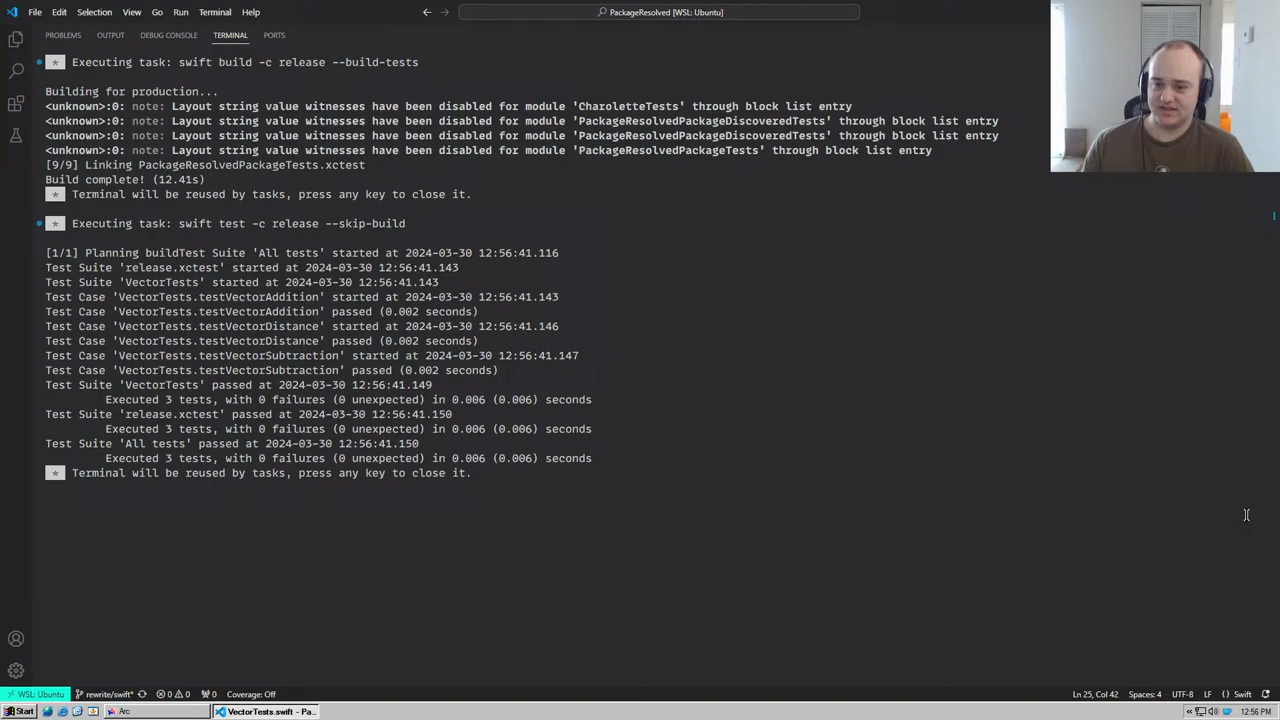 File Edit Selection View Go Run Terminal Help
PackageResolved [WSL: Ubuntu]
PROBLEMS OUTPUT DEBUG CONSOLE TERMINAL PORTS
* Executing task: swift build -c release --build-tests
Building for production...
<unknown>:0: note: Layout string value witnesses have been disabled for module 'CharoletteTests' through block list entry
<unknown>:0: note: Layout string value witnesses have been disabled for module 'PackageResolvedPackageDiscoveredTests' through block list entry
<unknown>:0: note: Layout string value witnesses have been disabled for module 'PackageResolvedPackageDiscoveredTests' through block list entry
<unknown>:0: note: Layout string value witnesses have been disabled for module 'PackageResolvedPackageTests' through block list entry
[9/9] Linking PackageResolvedPackageTests.xctest
Build complete! (12.41s)
* Terminal will be reused by tasks, press any key to close it.
* Executing task: swift test -c release --skip-build
[1/1] Planning buildTest Suite 'All tests' started at 2024-03-30 12:56:41.116
Test Suite 'release.xctest' started at 2024-03-30 12:56:41.143
Test Suite 'VectorTests' started at 2024-03-30 12:56:41.143
Test Case 'VectorTests.testVectorAddition' started at 2024-03-30 12:56:41.143
Test Case 'VectorTests.testVectorAddition' passed (0.002 seconds)
Test Case 'VectorTests.testVectorDistance' started at 2024-03-30 12:56:41.146
Test Case 'VectorTests.testVectorDistance' passed (0.002 seconds)
Test Case 'VectorTests.testVectorSubtraction' started at 2024-03-30 12:56:41.147
Test Case 'VectorTests.testVectorSubtraction' passed (0.002 seconds)
Test Suite 'VectorTests' passed at 2024-03-30 12:56:41.149
Executed 3 tests, with 0 failures (0 unexpected) in 0.006 (0.006) seconds
Test Suite 'release.xctest' passed at 2024-03-30 12:56:41.150
Executed 3 tests, with 0 failures (0 unexpected) in 0.006 (0.006) seconds
Test Suite 'All tests' passed at 2024-03-30 12:56:41.150
Executed 3 tests, with 0 failures (0 unexpected) in 0.006 (0.006) seconds
* Terminal will be reused by tasks, press any key to close it.
WSL: Ubuntu rewrite/swift* 0 0 0 Coverage: Off Ln 25, Col 42 Spaces: 4 UTF-8 LF {} Swift
Start Arc VectorTests.swift - Pa... « 12:56 PM